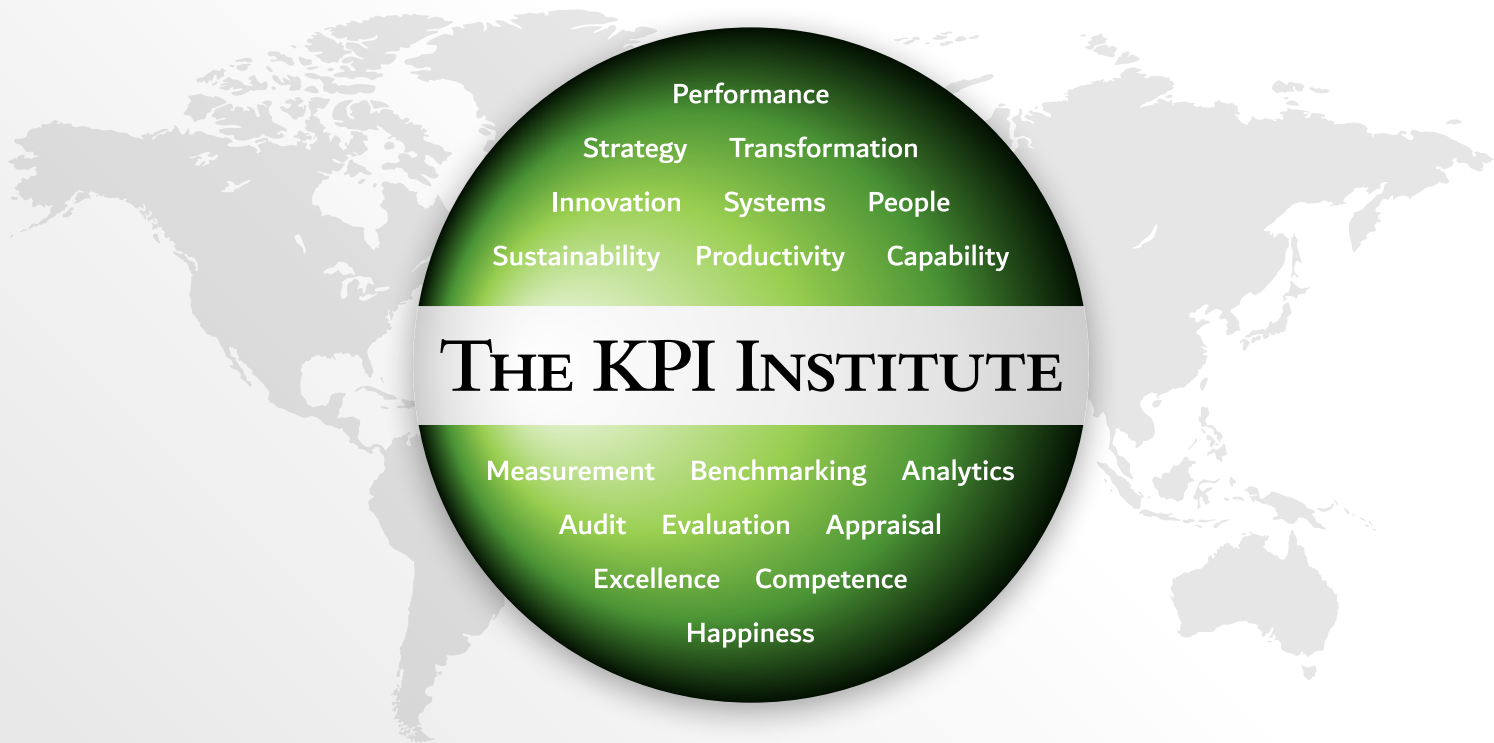 Performance
Strategy Transformation
Innovation Systems People
Sustainability Productivity Capability
The KPI Institute
Measurement Benchmarking Analytics
Audit Evaluation Appraisal
Excellence Competence
Happiness